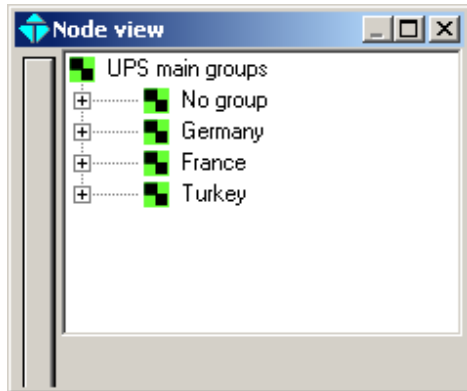 Node view
UPS main groups
No group
Germany
France
Turkey